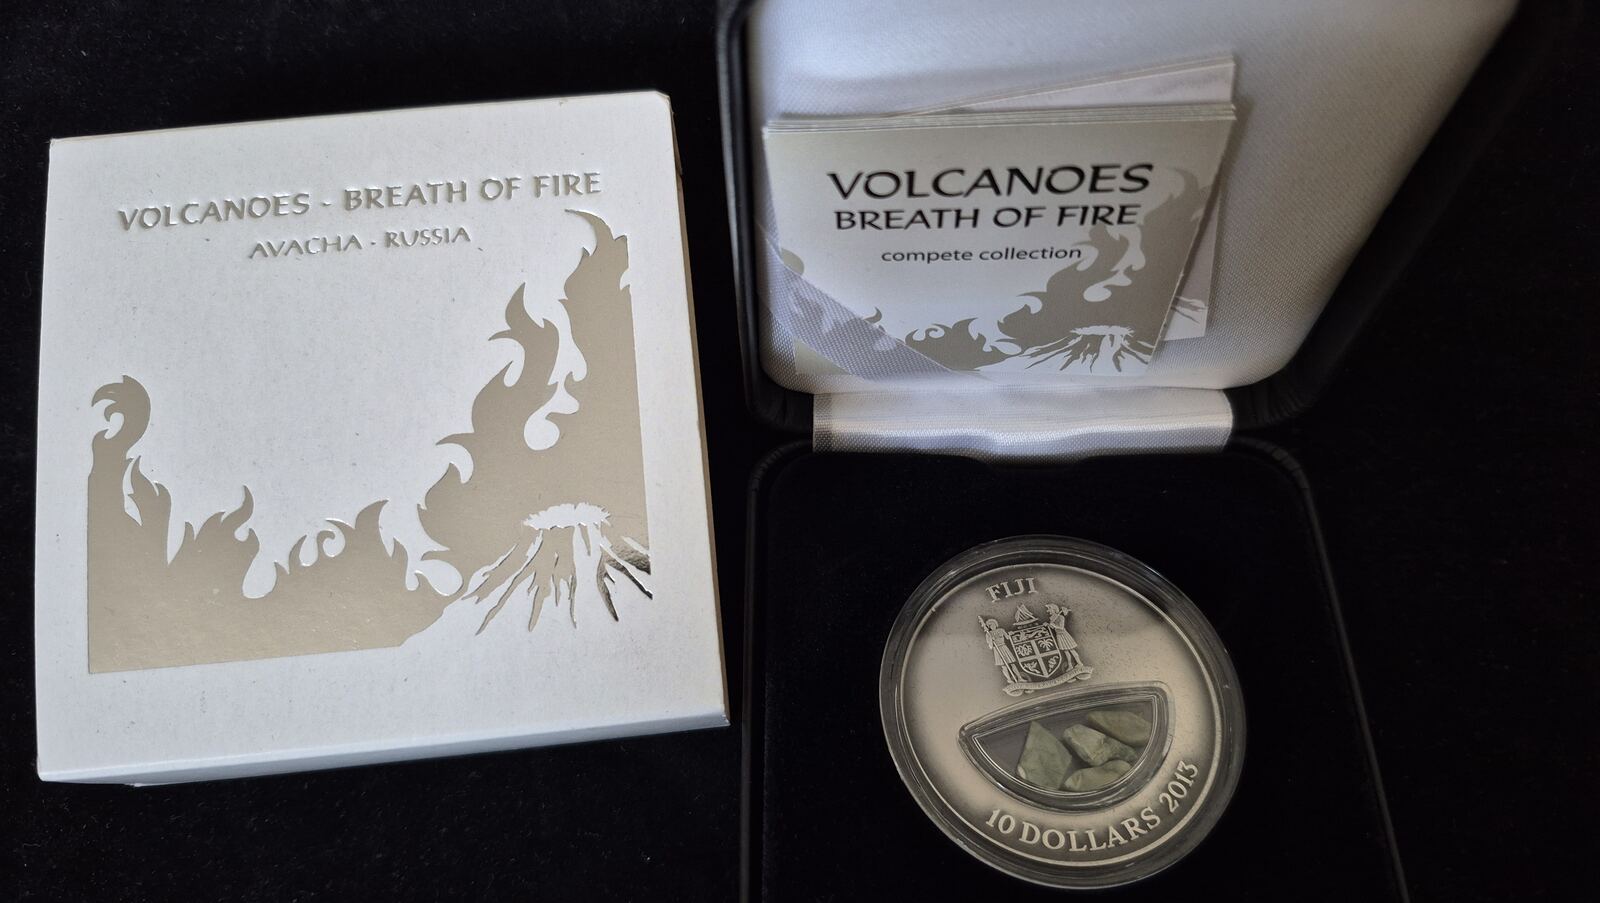 VOLCANOES - BREATH OF FIRE
AVACHA - RUSSIA
VOLCANOES
BREATH OF FIRE
compete collection
FIJI
10 DOLLARS 2013